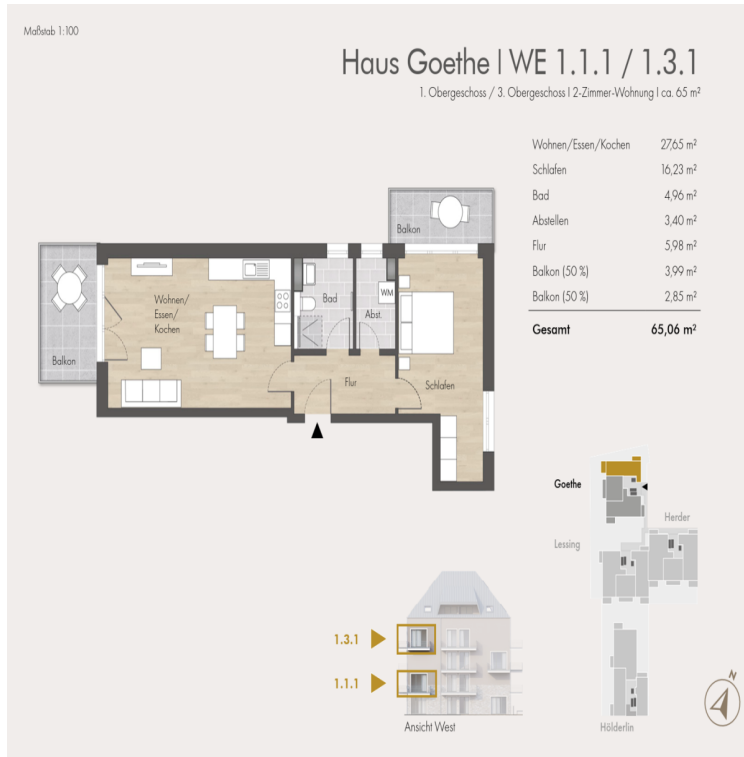 Maßstab 1:100
Haus Goethe | WE 1.1.1 / 1.3.1
1. Obergeschoss / 3. Obergeschoss | 2-Zimmer-Wohnung | ca. 65 m²
Wohnen/Essen/Kochen 27,65 m²
Schlafen 16,23 m²
Bad 4,96 m²
Abstellen 3,40 m²
Flur 5,98 m²
Balkon (50 %) 3,99 m²
Balkon (50 %) 2,85 m²
Gesamt 65,06 m²
Balkon
Balkon
Wohnen/
Essen/
Kochen
Bad
WM
Abst.
Flur
Schlafen
Goethe
Herder
Lessing
Hölderlin
1.3.1
1.1.1
Ansicht West
N